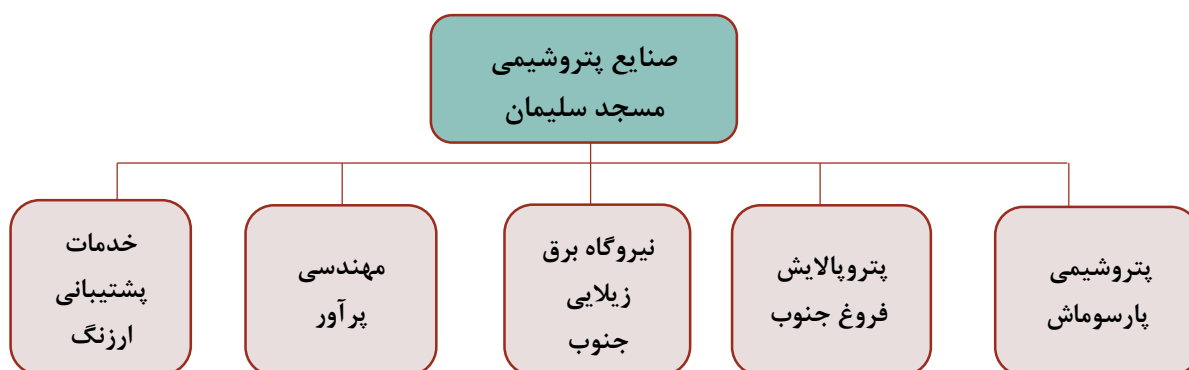 صنایع پتروشیمی
مسجد سلیمان
پتروشیمی
پارسوماش
پتروپالایش
فروغ جنوب
نیروگاه برق
زیلایی
جنوب
مهندسی
پرآور
خدمات
پشتیبانی
ارزنگ